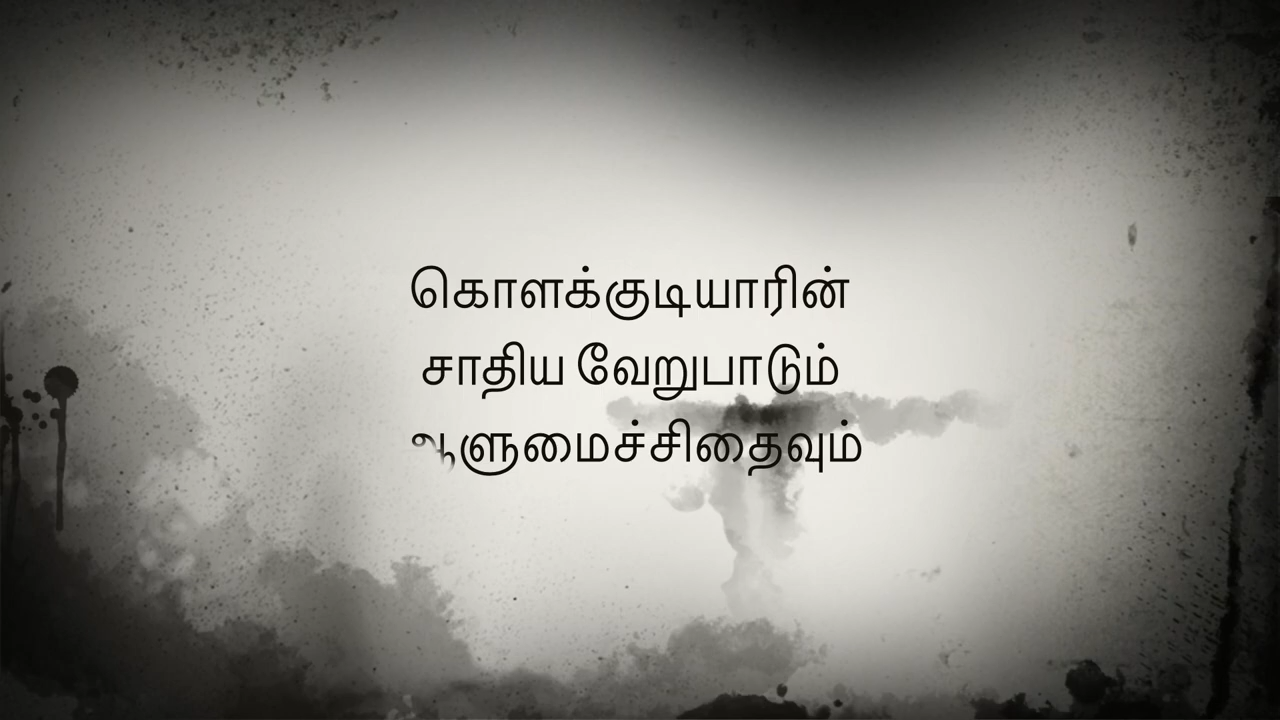 கொளக்குடியாரின்
சாதிய வேறுபாடும்
ஆளுமைச்சிதைவும்